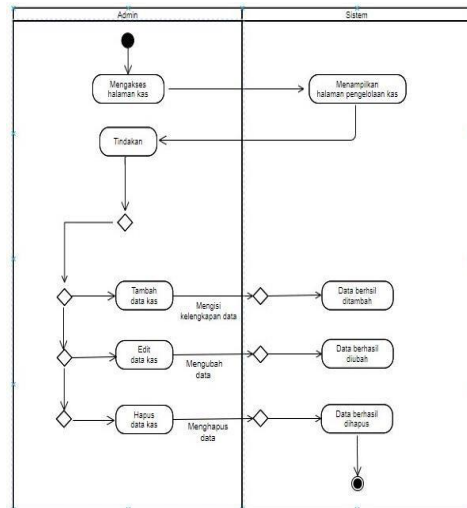 Admin
Sistem
Mengakses
halaman kas
Menampilkan
halaman pengelolaan kas
Tindakan
Tambah
data kas
Mengisi
kelengkapan data
Data berhsil
ditambah
Edit
data kas
Mengubah
data
Data berhasil
diubah
Hapus
data kas
Menghapus
data
Data berhasil
dihapus